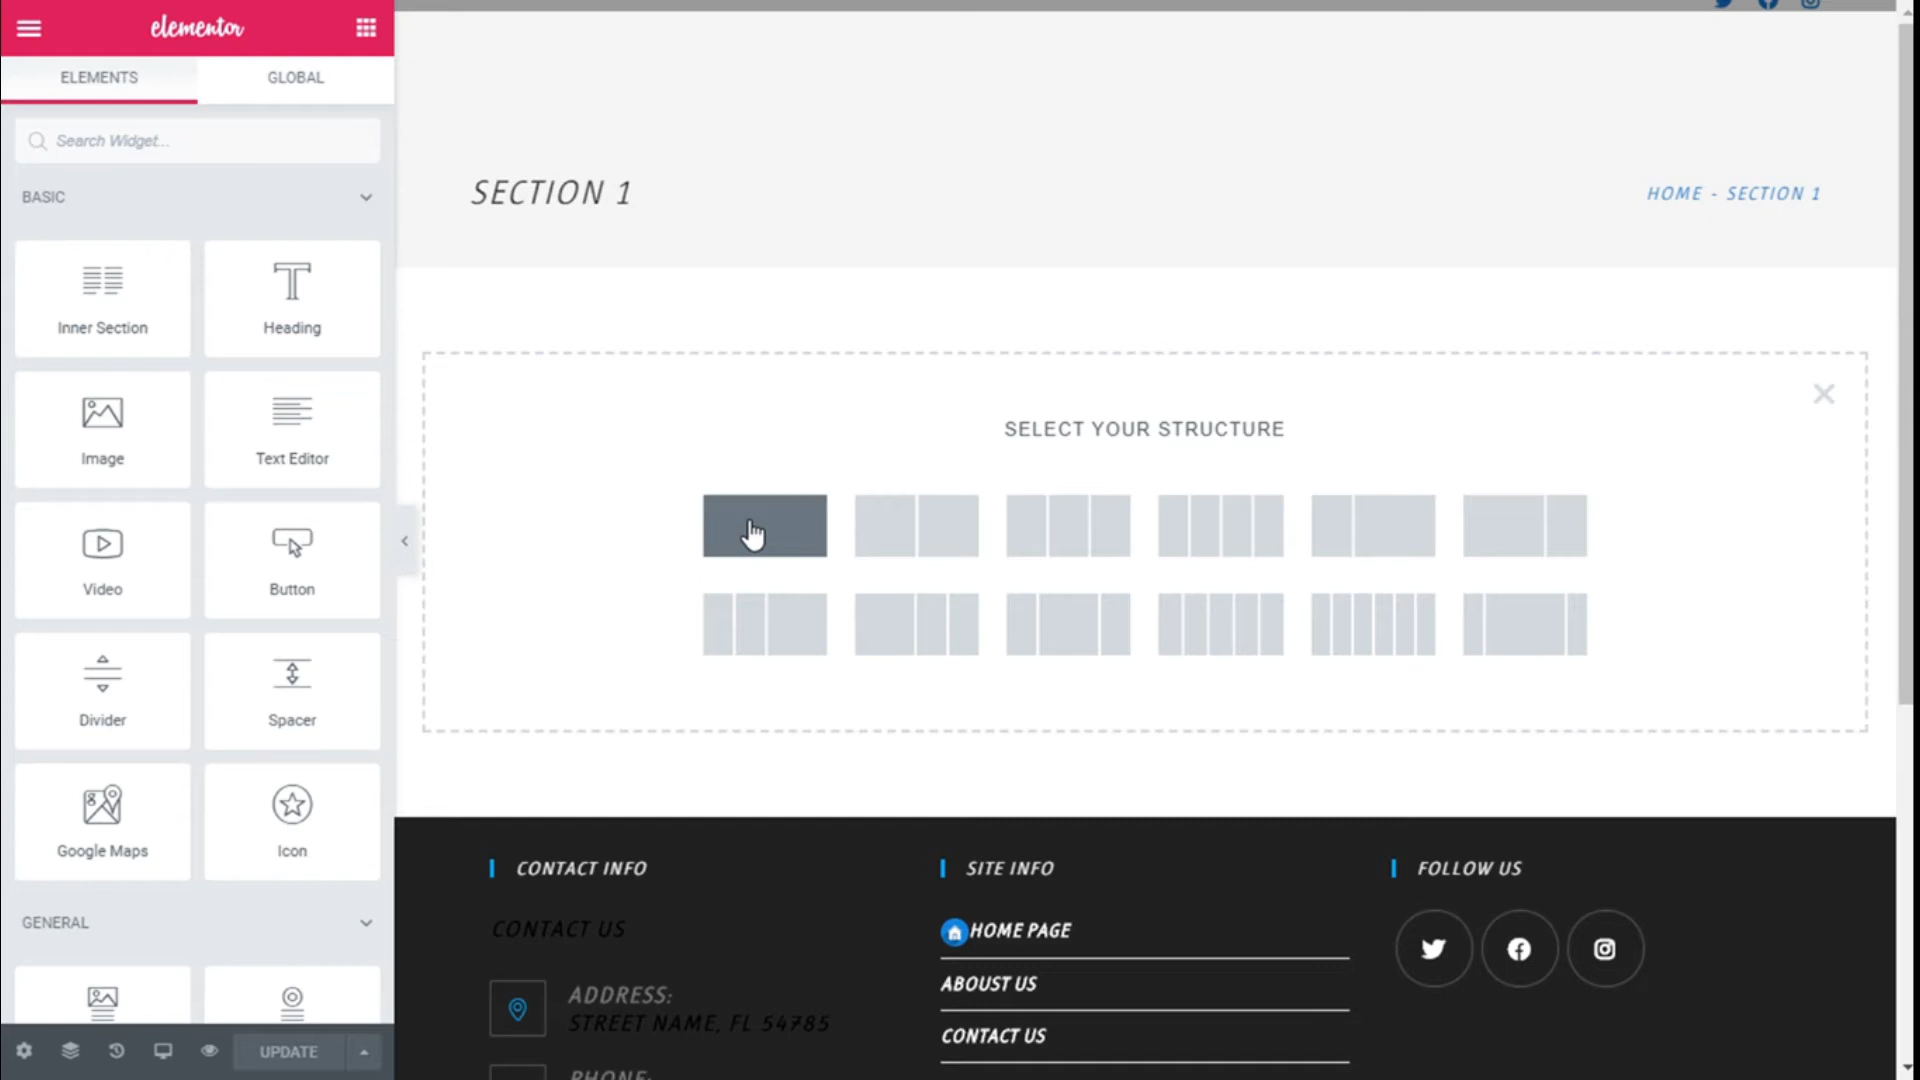 elementor
ELEMENTS
GLOBAL
Search Widget...
BASIC
Inner Section
Heading
Image
Text Editor
Video
Button
Divider
Spacer
Google Maps
Icon
GENERAL
UPDATE
SECTION 1
HOME - SECTION 1
SELECT YOUR STRUCTURE
CONTACT INFO
CONTACT US
ADDRESS:
STREET NAME, FL 54785
PHONE:
SITE INFO
HOME PAGE
ABOUST US
CONTACT US
FOLLOW US